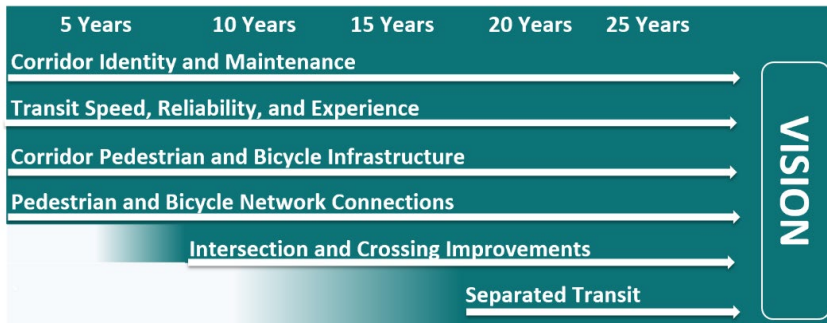 5 Years 10 Years 15 Years 20 Years 25 Years
Corridor Identity and Maintenance
Transit Speed, Reliability, and Experience
Corridor Pedestrian and Bicycle Infrastructure
Pedestrian and Bicycle Network Connections
Intersection and Crossing Improvements
Separated Transit
VISION